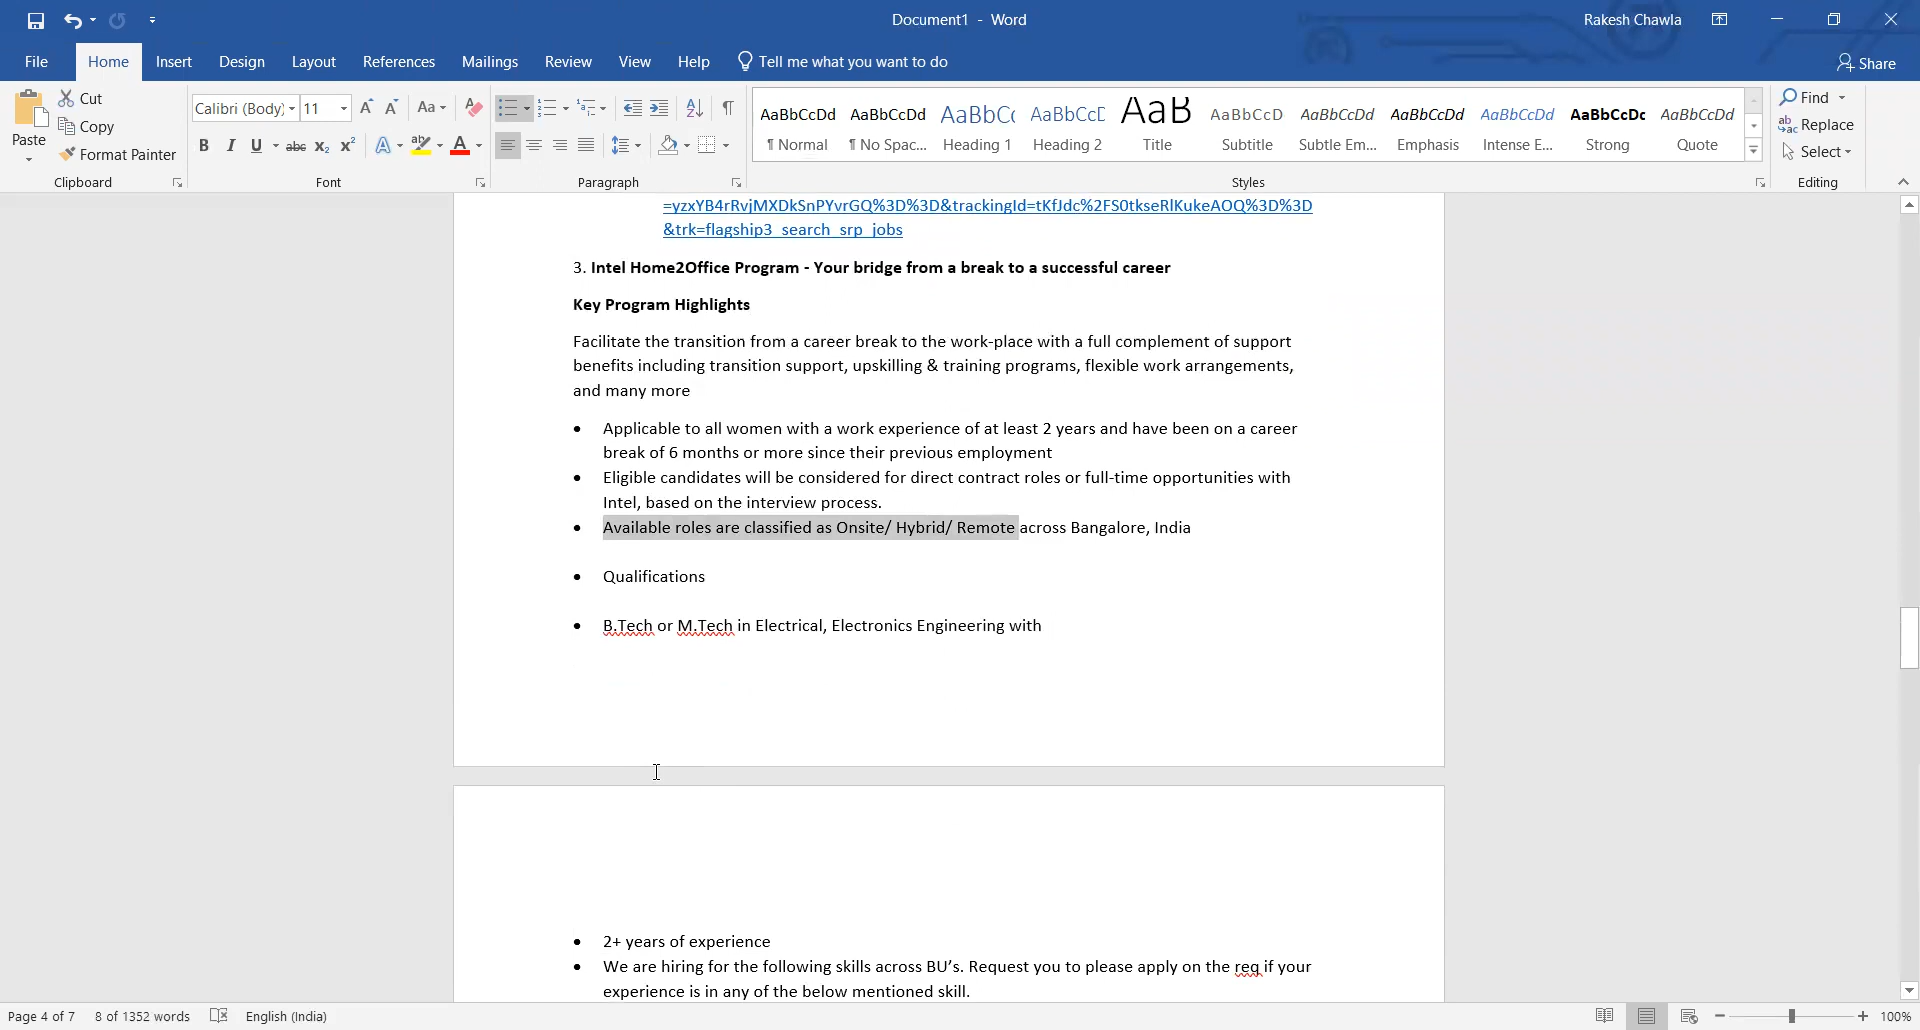 Document1 - Word
Rakesh Chawla
File Home Insert Design Layout References Mailings Review View Help Tell me what you want to do
Share
Paste
Cut
Copy
Format Painter
Clipboard
Calibri (Body) 11
Font
Paragraph
AaBbCcDd AaBbCcDd AaBbC( AaBbCcC AaB AaBbCcD AaBbCcDd AaBbCcDd AaBbCcDd AaBbCcDc AaBbCcDd
¶ Normal ¶ No Spac... Heading 1 Heading 2 Title Subtitle Subtle Em... Emphasis Intense E... Strong Quote
Styles
Find
Replace
Select
Editing
=yzxYB4rRvjMXDkSnPYvrGQ%3D%3D&trackingId=tKfJdc%2FS0tkseRlKukeAOQ%3D%3D
&trk=flagship3_search_srp_jobs
3. Intel Home2Office Program - Your bridge from a break to a successful career
Key Program Highlights
Facilitate the transition from a career break to the work-place with a full complement of support
benefits including transition support, upskilling & training programs, flexible work arrangements,
and many more
• Applicable to all women with a work experience of at least 2 years and have been on a career
break of 6 months or more since their previous employment
• Eligible candidates will be considered for direct contract roles or full-time opportunities with
Intel, based on the interview process.
• Available roles are classified as Onsite/ Hybrid/ Remote across Bangalore, India
• Qualifications
• B.Tech or M.Tech in Electrical, Electronics Engineering with
• 2+ years of experience
• We are hiring for the following skills across BU's. Request you to please apply on the req if your
experience is in any of the below mentioned skill.
Page 4 of 7 8 of 1352 words English (India) 100%